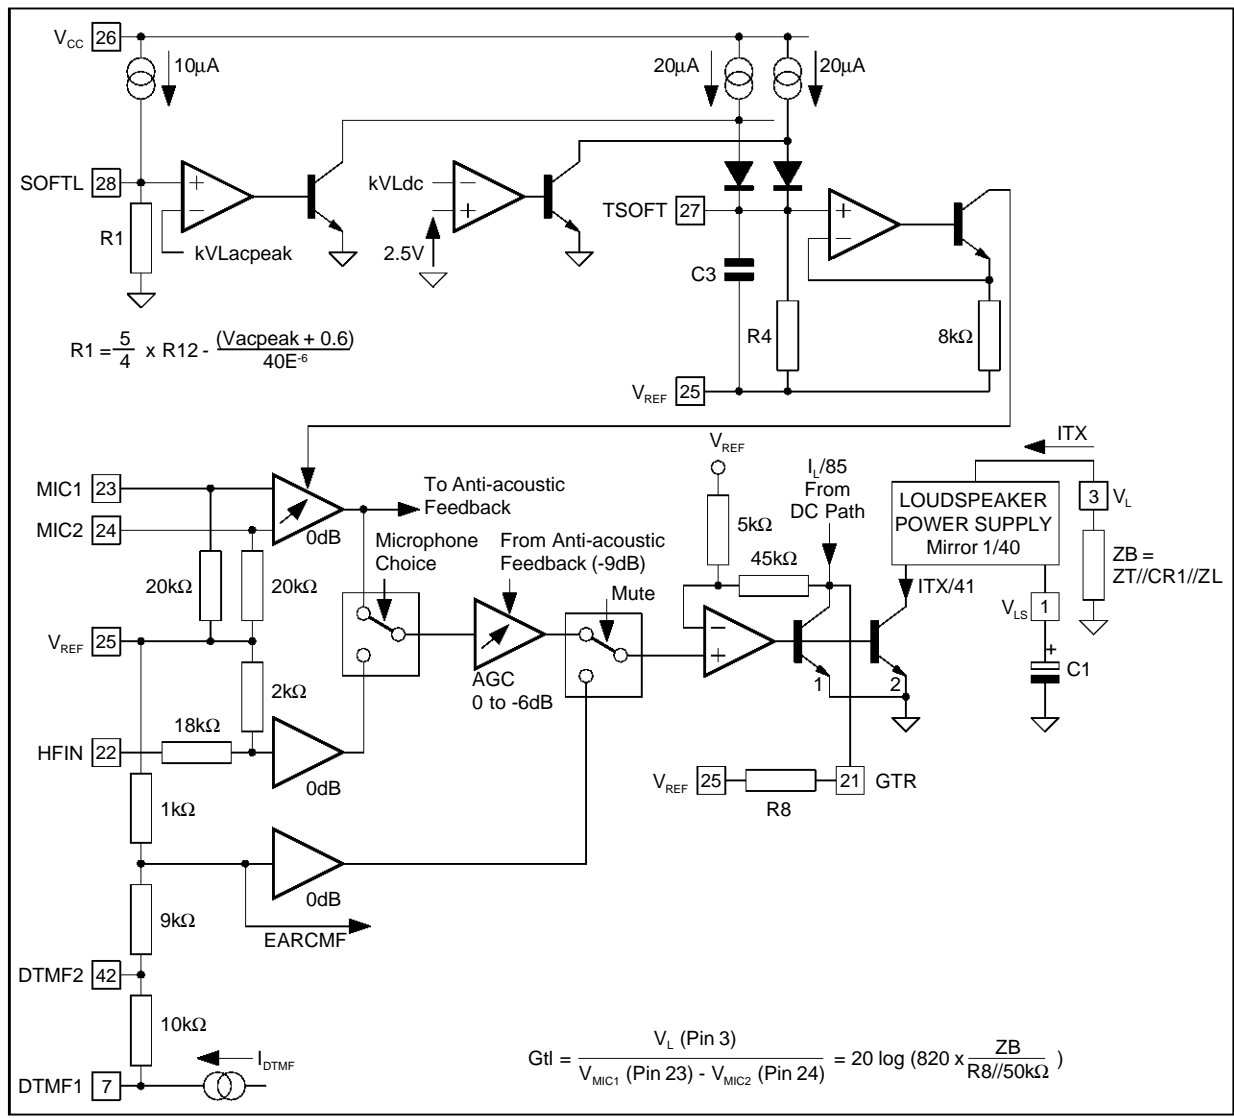 VCC 26
10µA
20µA
20µA
SOFTL 28
+
−
kVLdc
−
+
TSOFT 27
+
−
R1
kVLacpeak
2.5V
C3
R4
8kΩ
R1 = 5/4 x R12 - (Vacpeak + 0.6)/40E-6
VREF 25
ITX
MIC1 23
MIC2 24
0dB
To Anti-acoustic
Feedback
VREF
IL/85
From
DC Path
LOUDSPEAKER
POWER SUPPLY
Mirror 1/40
3 VL
5kΩ
45kΩ
Microphone
Choice
From Anti-acoustic
Feedback (-9dB)
ZB =
ZT//CR1//ZL
20kΩ
20kΩ
Mute
ITX/41
VLS 1
VREF 25
−
+
+
C1
AGC
0 to -6dB
1
2
2kΩ
18kΩ
HFIN 22
0dB
VREF 25
21 GTR
R8
1kΩ
0dB
9kΩ
EARCMF
DTMF2 42
10kΩ
IDTMF
DTMF1 7
Gtl = VL (Pin 3) / VMIC1 (Pin 23) - VMIC2 (Pin 24) = 20 log (820 x ZB / R8//50kΩ )